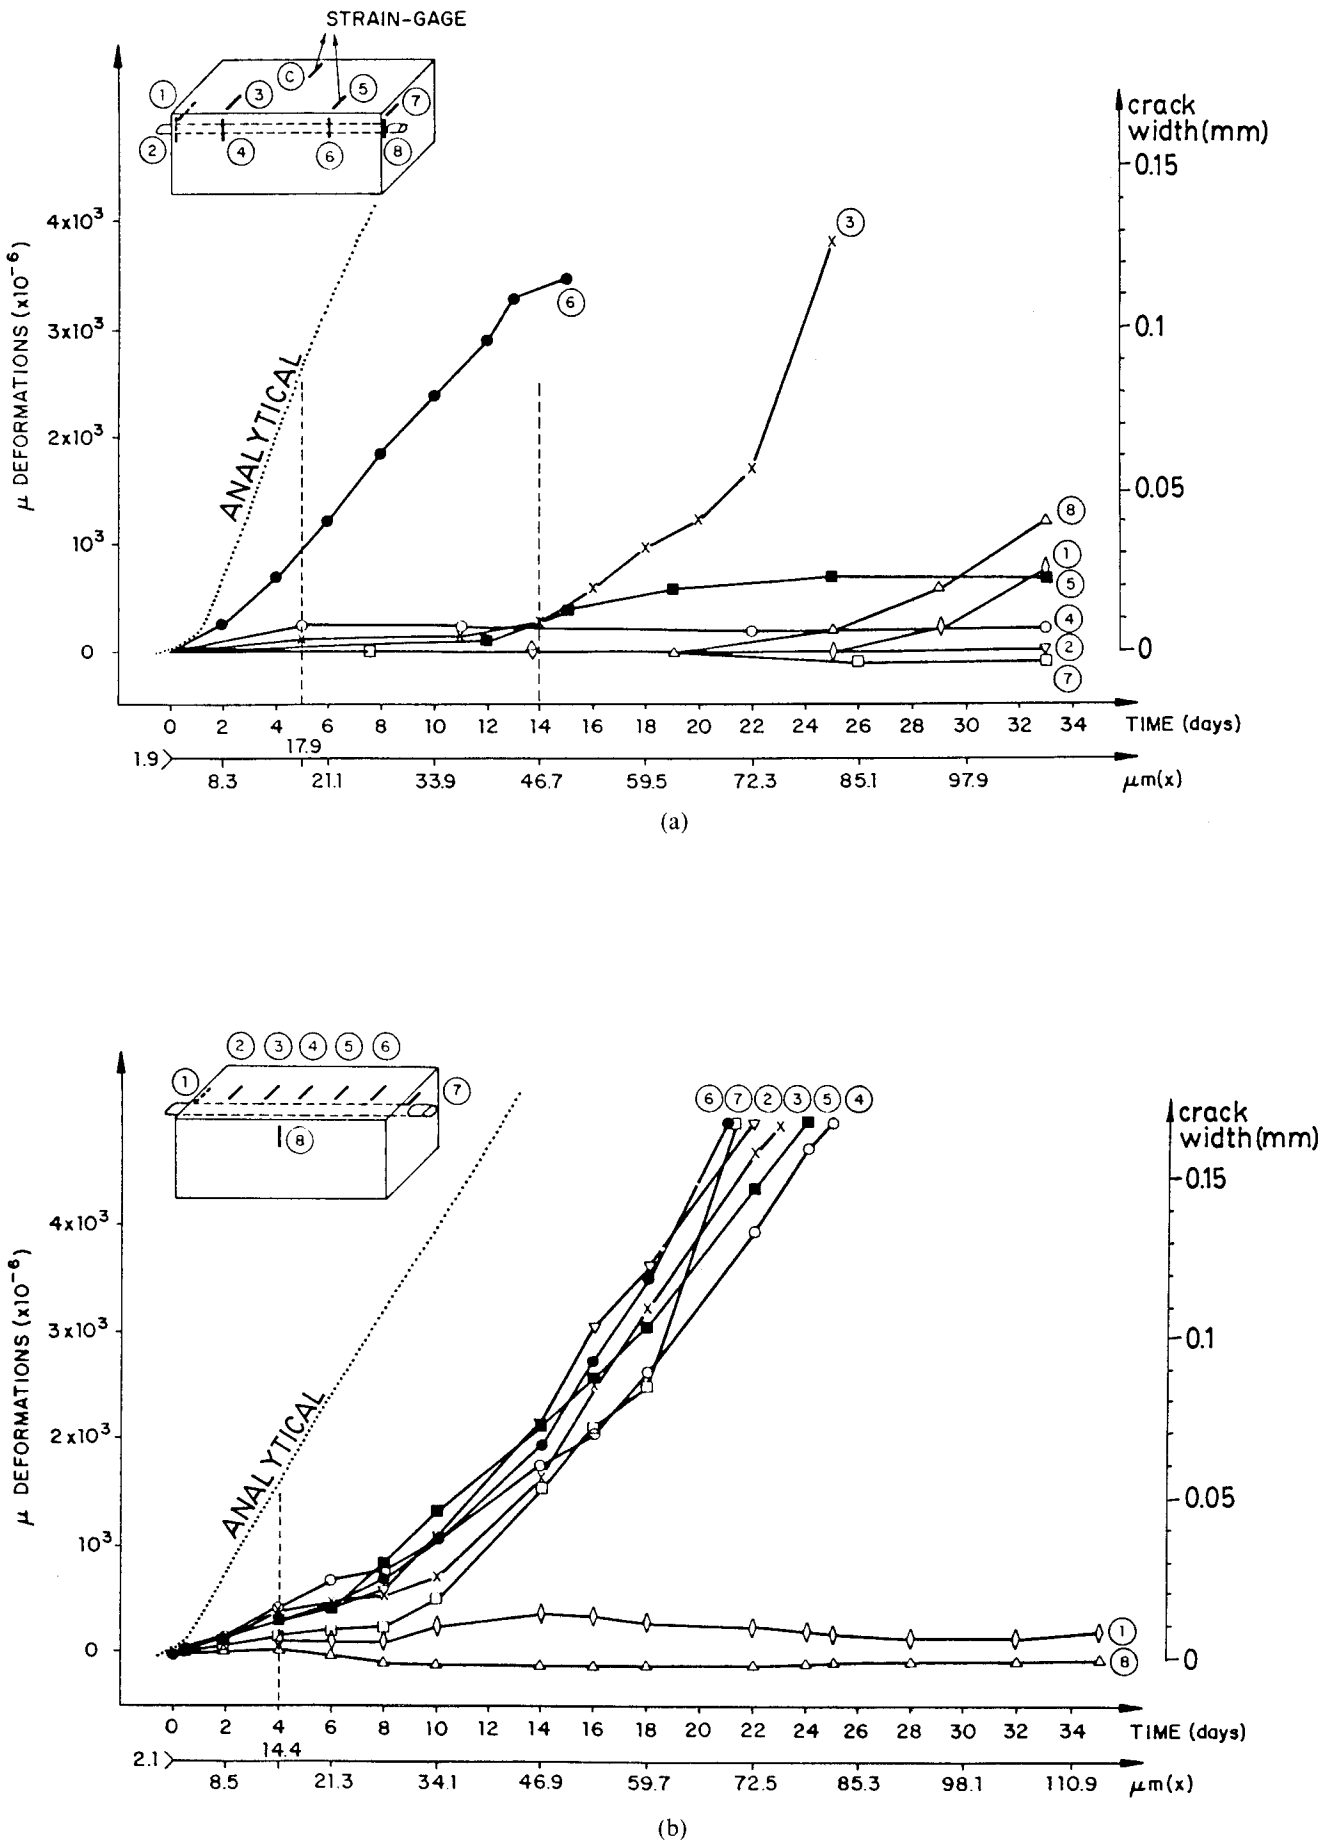 STRAIN-GAGE
C
1
3
5
7
2
4
6
8
crack
width(mm)
0.15
4x10³
3
6
μ DEFORMATIONS (x10⁻⁶)
3x10³
0.1
ANALYTICAL
2x10³
0.05
8
10³
1
5
4
0
0
2
7
0 2 4 6 8 10 12 14 16 18 20 22 25 26 28 30 32 34 TIME (days)
1.9
17.9
8.3 21.1 33.9 46.7 59.5 72.3 85.1 97.9 μm(x)
(a)
2 3 4 5 6
1
7
8
6 7 2 3 5 4
crack
width(mm)
0.15
4x10³
μ DEFORMATIONS (x10⁻⁶)
3x10³
0.1
ANALYTICAL
2x10³
0.05
10³
1
0
0
8
0 2 4 6 8 10 12 14 16 18 20 22 24 26 28 30 32 34 TIME (days)
2.1
14.4
8.5 21.3 34.1 46.9 59.7 72.5 85.3 98.1 110.9 μm(x)
(b)